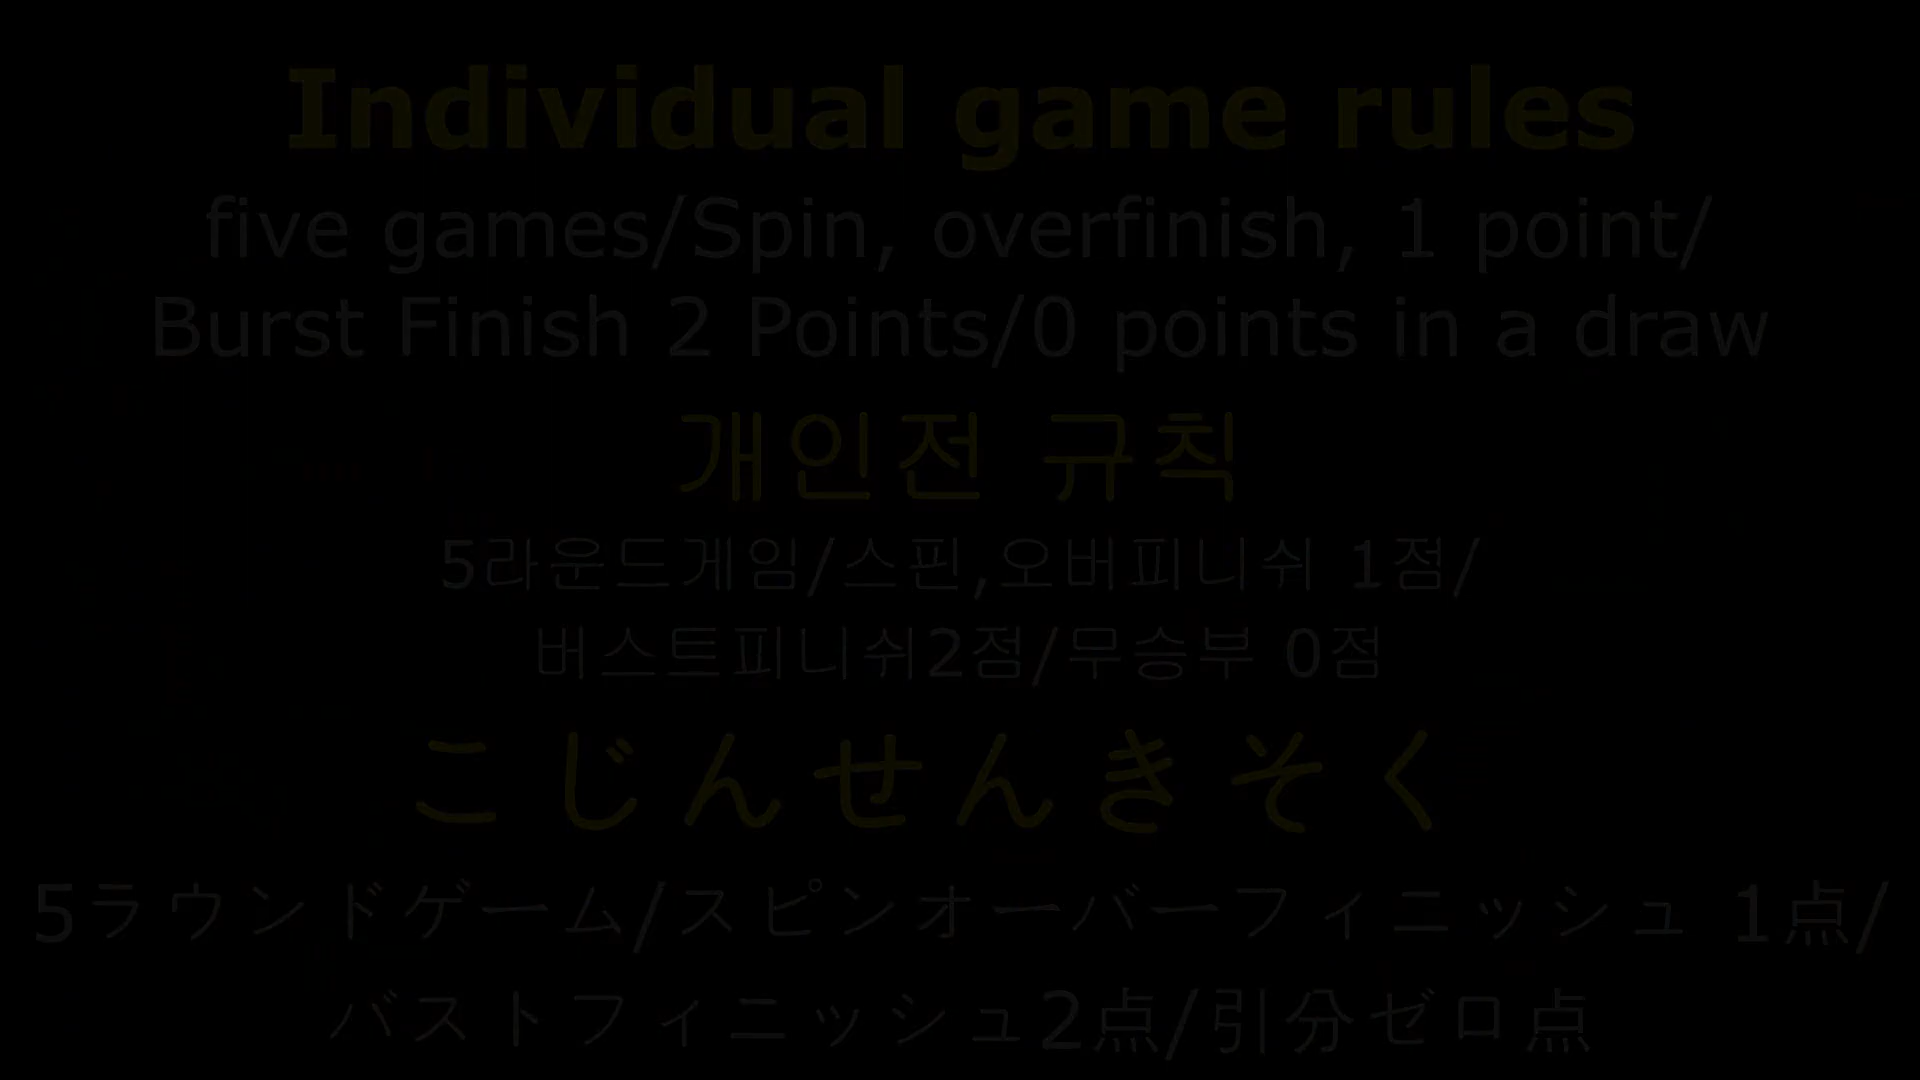 Individual game rules
five games/Spin, overfinish, 1 point/
Burst Finish 2 Points/0 points in a draw
개인전 규칙
5라운드게임/스핀,오버피니쉬 1점/
버스트피니쉬2점/무승부 0점
こじんせんきそく
5ラウンドゲーム/スピンオーバーフィニッシュ 1点/
バストフィニッシュ2点/引分ゼロ点